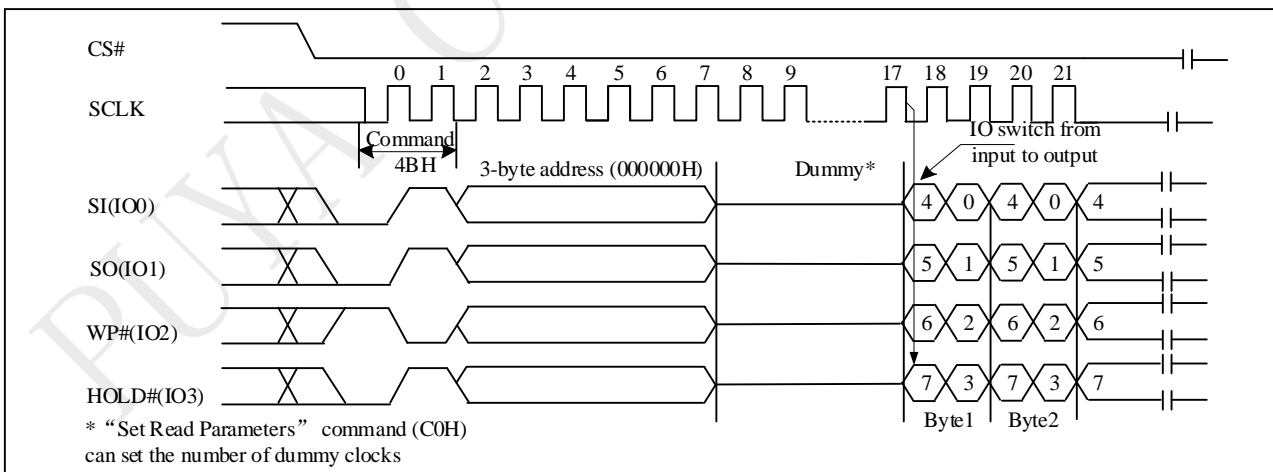 CS#
0 1 2 3 4 5 6 7 8 9 17 18 19 20 21
SCLK
Command
4BH
IO switch from
input to output
3-byte address (000000H)
Dummy*
SI(IO0)
4 0 4 0 4
SO(IO1)
5 1 5 1 5
WP#(IO2)
6 2 6 2 6
HOLD#(IO3)
7 3 7 3 7
Byte1 Byte2
* “Set Read Parameters” command (C0H)
can set the number of dummy clocks
PUYA